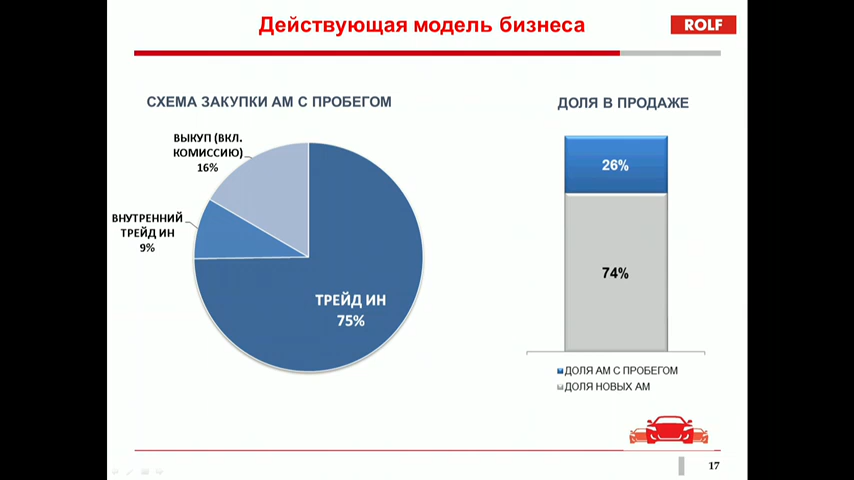 Действующая модель бизнеса
ROLF
СХЕМА ЗАКУПКИ АМ С ПРОБЕГОМ
ДОЛЯ В ПРОДАЖЕ
ВЫКУП (ВКЛ.
КОМИССИЮ)
16%
ВНУТРЕННИЙ
ТРЕЙД ИН
9%
ТРЕЙД ИН
75%
26%
74%
ДОЛЯ АМ С ПРОБЕГОМ
ДОЛЯ НОВЫХ АМ
17